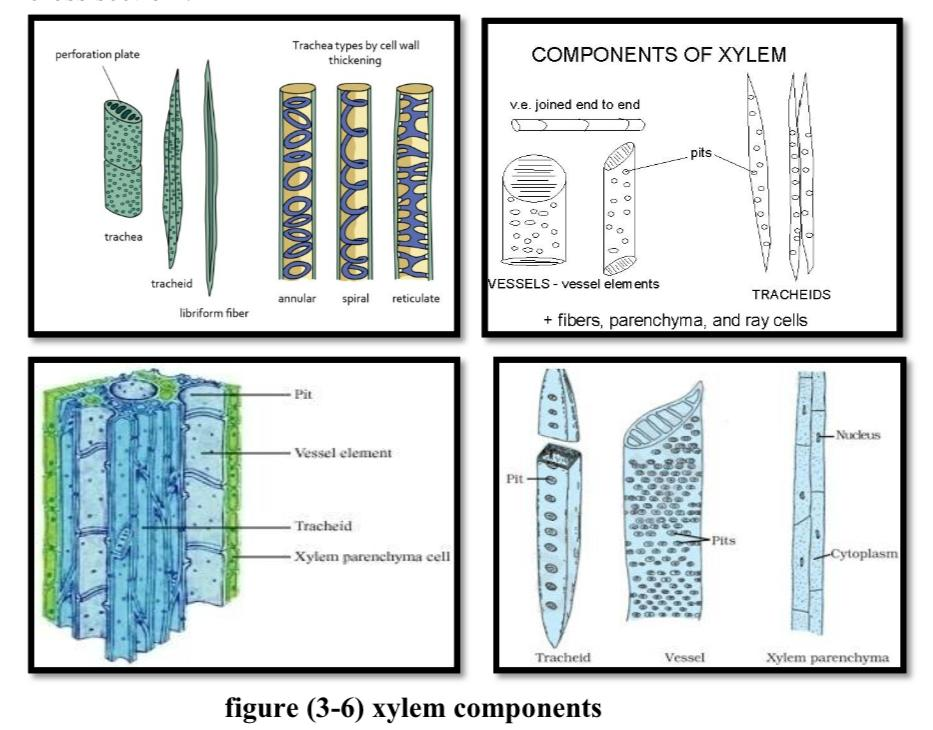 perforation plate
trachea
tracheid
libriform fiber
Trachea types by cell wall
thickening
annular spiral reticulate
COMPONENTS OF XYLEM
v.e. joined end to end
pits
VESSELS - vessel elements
TRACHEIDS
+ fibers, parenchyma, and ray cells
Pit
Vessel element
Tracheid
Xylem parenchyma cell
Pit
Pits
Nucleus
Cytoplasm
Tracheid Vessel Xylem parenchyma
figure (3-6) xylem components